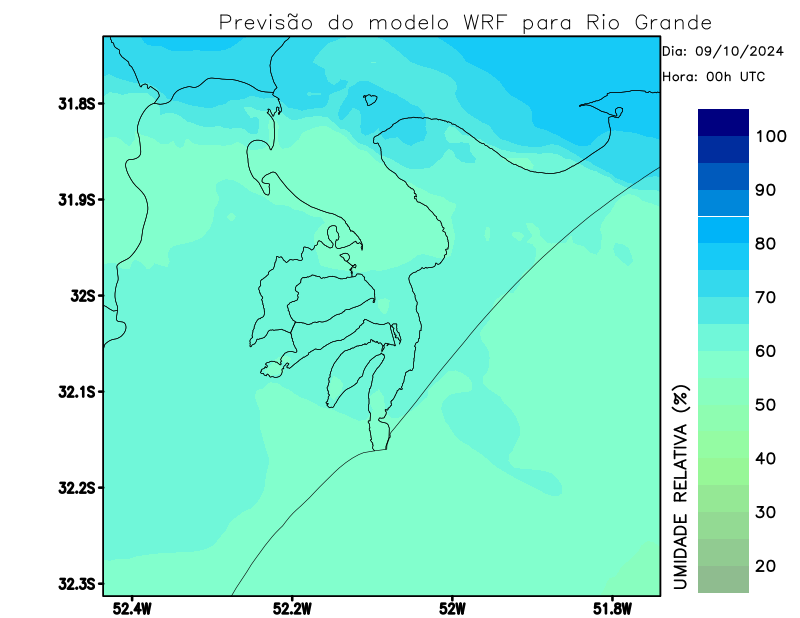 Previsão do modelo WRF para Rio Grande
Dia: 09/10/2024
Hora: 00h UTC
31.8S
31.9S
32S
32.1S
32.2S
32.3S
52.4W
52.2W
52W
51.8W
UMIDADE RELATIVA (%)
100
90
80
70
60
50
40
30
20